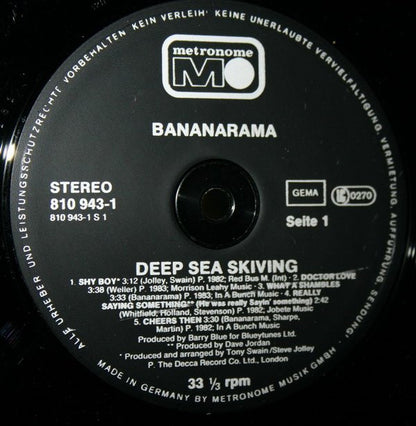 ALLE URHEBER UND LEISTUNGSSCHUTZRECHTE VORBEHALTEN · KEIN VERLEIH! · KEINE UNERLAUBTE VERVIELFÄLTIGUNG, VERMIETUNG, AUFFÜHRUNG, SENDUNG!
metronome
M
BANANARAMA
STEREO
810 943-1
810 943-1 S 1
GEMA
0270
Seite 1
DEEP SEA SKIVING
1. SHY BOY* 3:12 (Jolley, Swain) P. 1982; Red Bus M. (Int) · 2. DOCTOR LOVE
3:38 (Weller) P. 1983; Morrison Leahy Music · 3. WHAT A SHAMBLES
3:33 (Bananarama) P. 1983; In A Bunch Music · 4. REALLY
SAYING SOMETHING** (He was really Sayin' something) 2:42
(Whitfield, Holland, Stevenson) P. 1982; Jobete Music
5. CHEERS THEN 3:30 (Bananarama, Sharpe,
Martin) P. 1982; In A Bunch Music
Produced by Barry Blue for Blueytunes Ltd.
** Produced by Dave Jordan
* Produced and arranged by Tony Swain/Steve Jolley
P. The Decca Record Co. Ltd., London
33 ⅓ rpm
MADE IN GERMANY BY METRONOME MUSIK GMBH